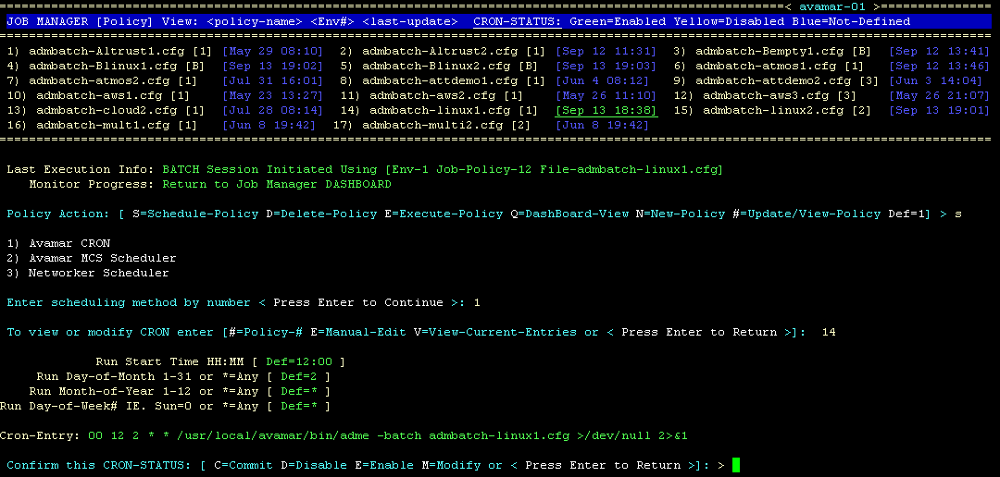 < avamar-01 >
JOB MANAGER [Policy] View: <policy-name> <Env#> <last-update> CRON-STATUS: Green=Enabled Yellow=Disabled Blue=Not-Defined
1) admbatch-Altrust1.cfg [1] [May 29 08:10] 2) admbatch-Altrust2.cfg [1] [Sep 12 11:31] 3) admbatch-Bempty1.cfg [B] [Sep 12 13:41]
4) admbatch-Blinux1.cfg [B] [Sep 13 19:02] 5) admbatch-Blinux2.cfg [B] [Sep 13 19:03] 6) admbatch-atmos1.cfg [1] [Sep 12 13:46]
7) admbatch-atmos2.cfg [1] [Jul 31 16:01] 8) admbatch-attdemo1.cfg [1] [Jun 4 08:12] 9) admbatch-attdemo2.cfg [3] [Jun 3 14:04]
10) admbatch-aws1.cfg [1] [May 23 13:27] 11) admbatch-aws2.cfg [1] [May 26 11:10] 12) admbatch-aws3.cfg [3] [May 26 21:07]
13) admbatch-cloud2.cfg [1] [Jul 28 08:14] 14) admbatch-linux1.cfg [1] [Sep 13 18:38] 15) admbatch-linux2.cfg [2] [Sep 13 19:01]
16) admbatch-mult1.cfg [1] [Jun 8 19:42] 17) admbatch-multi2.cfg [2] [Jun 8 19:42]
Last Execution Info: BATCH Session Initiated Using [Env-1 Job-Policy-12 File-admbatch-linux1.cfg]
Monitor Progress: Return to Job Manager DASHBOARD
Policy Action: [ S=Schedule-Policy D=Delete-Policy E=Execute-Policy Q=DashBoard-View N=New-Policy #=Update/View-Policy Def=1] > s
1) Avamar CRON
2) Avamar MCS Scheduler
3) Networker Scheduler
Enter scheduling method by number < Press Enter to Continue >: 1
To view or modify CRON enter [#=Policy-# E=Manual-Edit V=View-Current-Entries or < Press Enter to Return >]: 14
Run Start Time HH:MM [ Def=12:00 ]
Run Day-of-Month 1-31 or *=Any [ Def=2 ]
Run Month-of-Year 1-12 or *=Any [ Def=* ]
Run Day-of-Week# IE. Sun=0 or *=Any [ Def=* ]
Cron-Entry: 00 12 2 * * /usr/local/avamar/bin/adme -batch admbatch-linux1.cfg >/dev/null 2>&1
Confirm this CRON-STATUS: [ C=Commit D=Disable E=Enable M=Modify or < Press Enter to Return >]: >